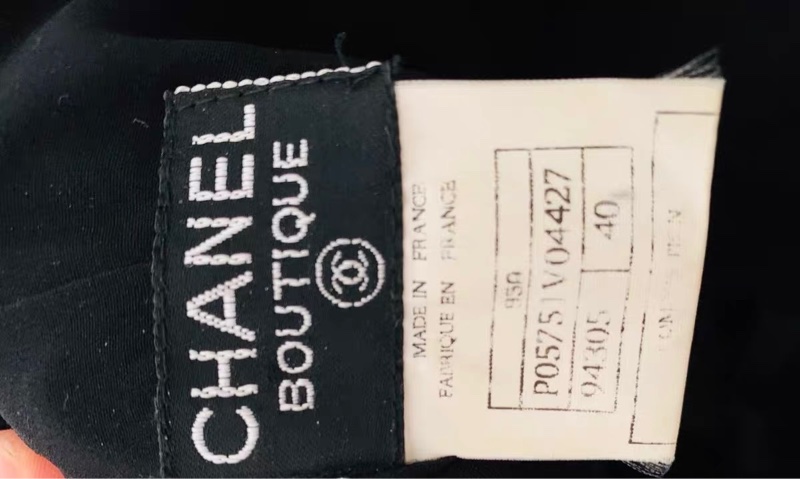 CHANEL
BOUTIQUE
MADE IN FRANCE
FABRIQUE EN FRANCE
P05751V04427
94305 40